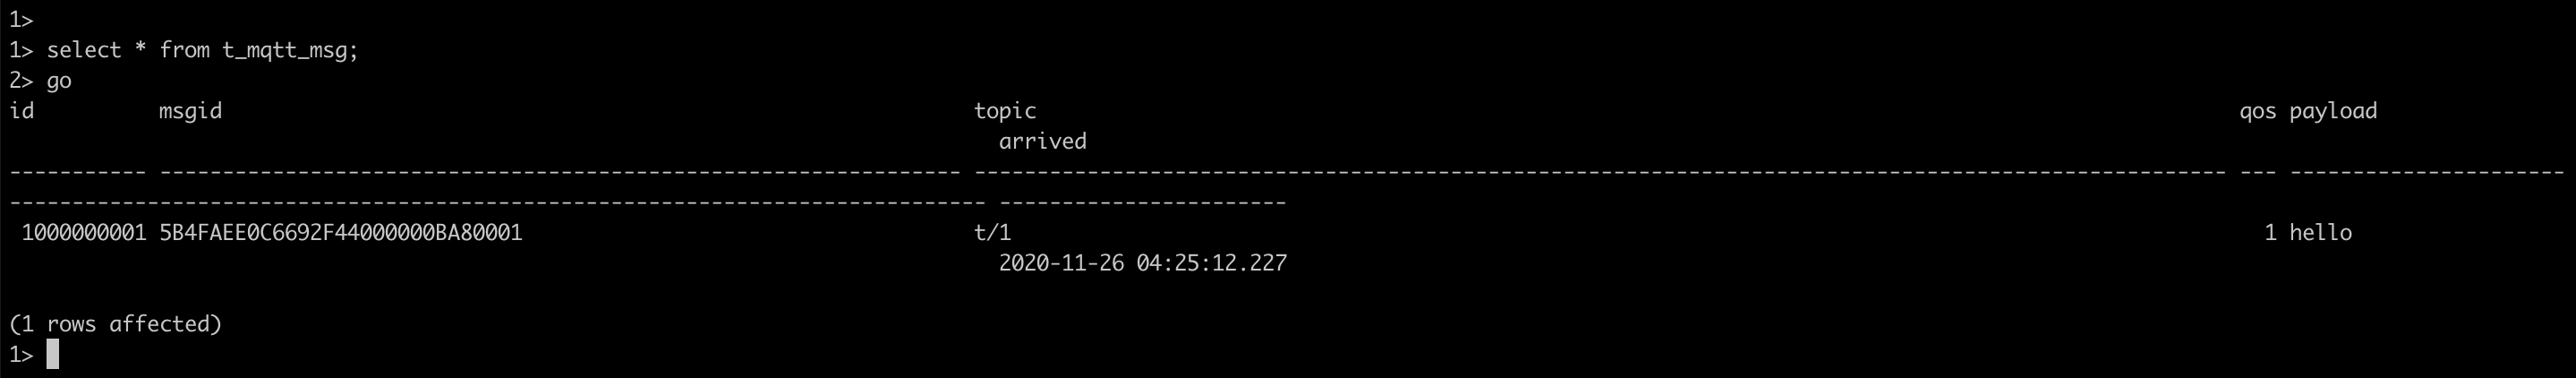 1>
1> select * from t_mqtt_msg;
2> go
id          msgid                                                            topic                                                                                                qos payload
                                                                               arrived
----------- ---------------------------------------------------------------- ---------------------------------------------------------------------------------------------------- --- ----------------------
------------------------------------------------------------------------------ -----------------------
 1000000001 5B4FAEE0C6692F44000000BA80001                                    t/1                                                                                                    1 hello
                                                                               2020-11-26 04:25:12.227

(1 rows affected)
1>